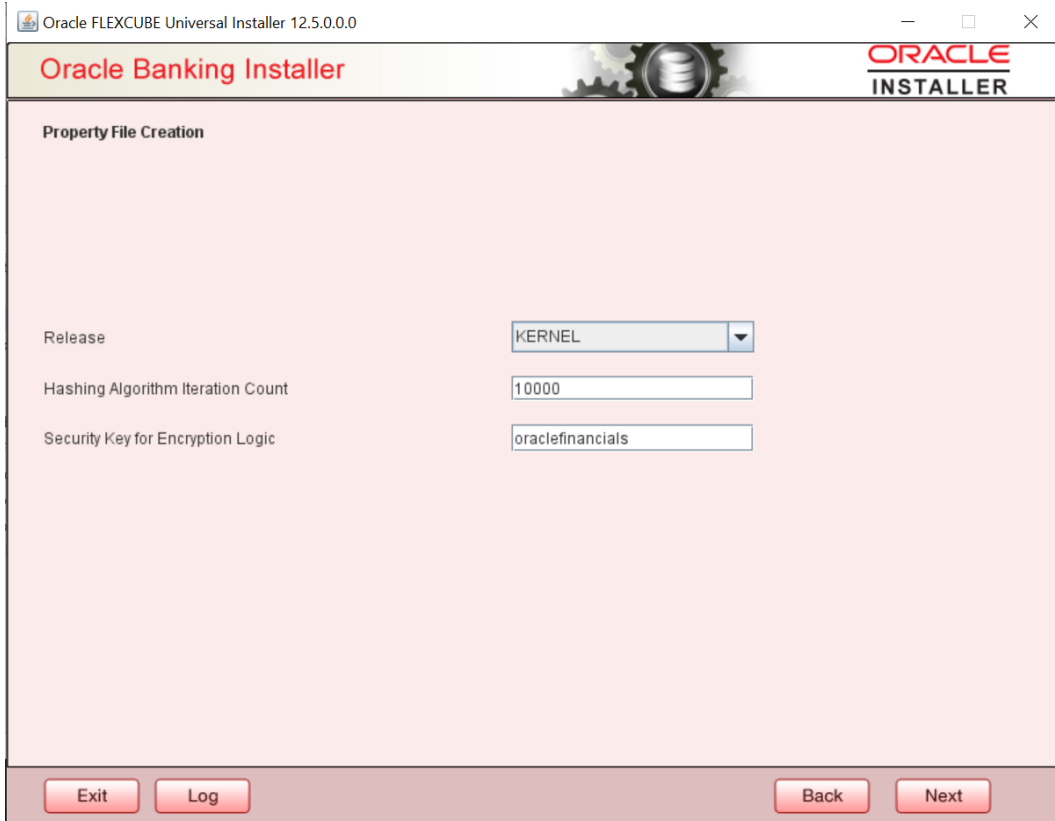 Oracle FLEXCUBE Universal Installer 12.5.0.0.0
Oracle Banking Installer
ORACLE
INSTALLER
Property File Creation
Release
KERNEL
Hashing Algorithm Iteration Count
10000
Security Key for Encryption Logic
oraclefinancials
Exit
Log
Back
Next